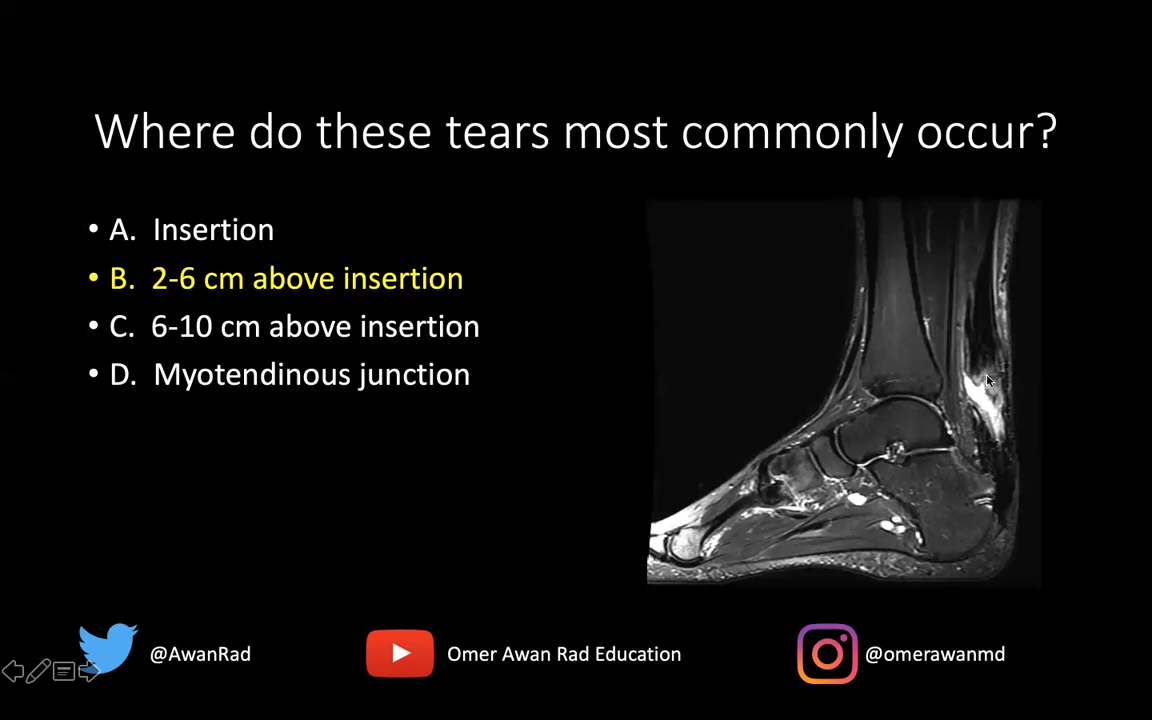 Where do these tears most commonly occur?
• A. Insertion
• B. 2-6 cm above insertion
• C. 6-10 cm above insertion
• D. Myotendinous junction
@AwanRad
Omer Awan Rad Education
@omerawanmd